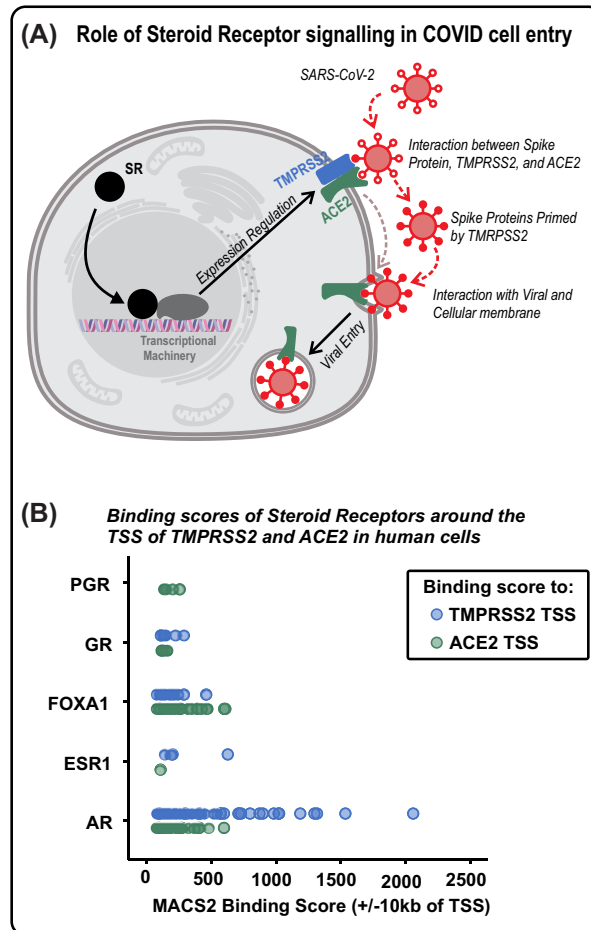 (A) Role of Steroid Receptor signalling in COVID cell entry
SARS-CoV-2
Interaction between Spike
Protein, TMPRSS2, and ACE2
SR
TMPRSS2
ACE2
Expression Regulation
Spike Proteins Primed
by TMRPSS2
Interaction with Viral and
Cellular membrane
Transcriptional
Machinery
Viral Entry
(B) Binding scores of Steroid Receptors around the
TSS of TMPRSS2 and ACE2 in human cells
Binding score to:
TMPRSS2 TSS
ACE2 TSS
PGR
GR
FOXA1
ESR1
AR
0 500 1000 1500 2000 2500
MACS2 Binding Score (+/-10kb of TSS)